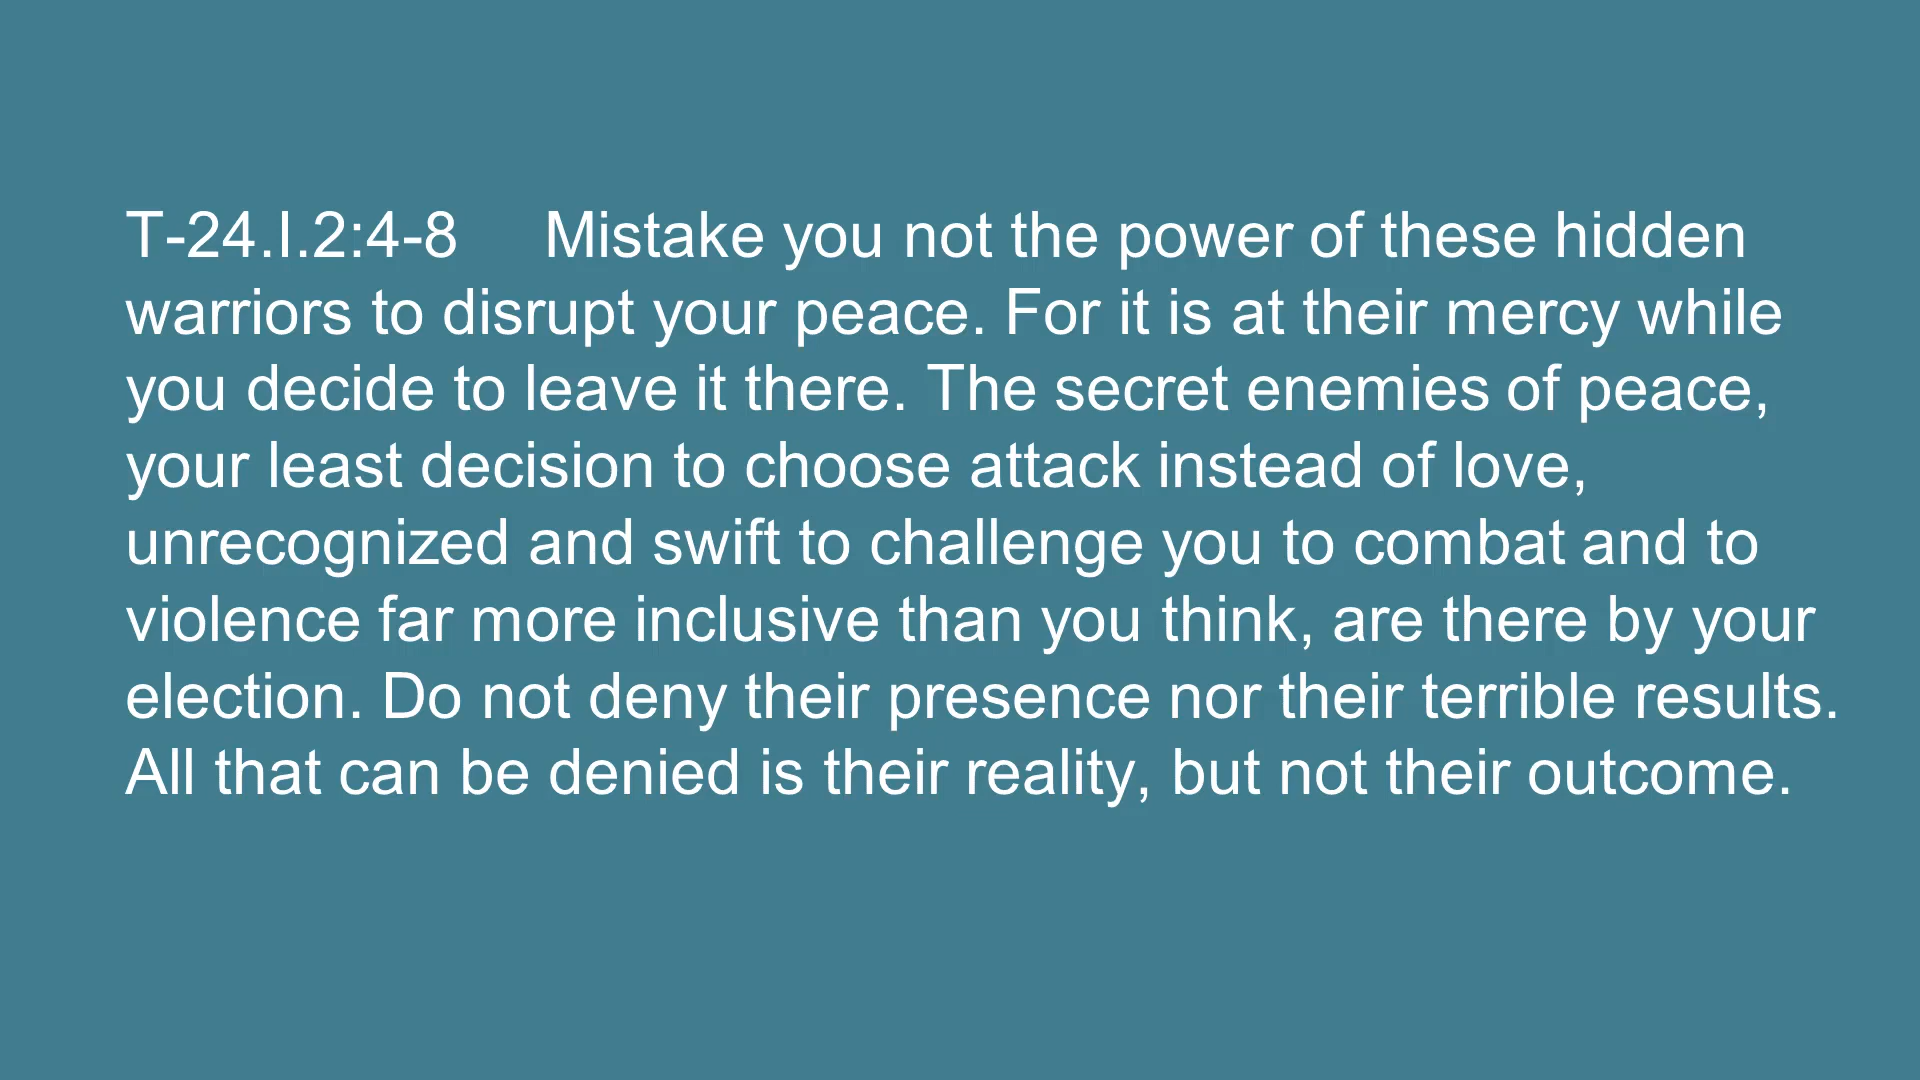 T-24.I.2:4-8 Mistake you not the power of these hidden
warriors to disrupt your peace. For it is at their mercy while
you decide to leave it there. The secret enemies of peace,
your least decision to choose attack instead of love,
unrecognized and swift to challenge you to combat and to
violence far more inclusive than you think, are there by your
election. Do not deny their presence nor their terrible results.
All that can be denied is their reality, but not their outcome.